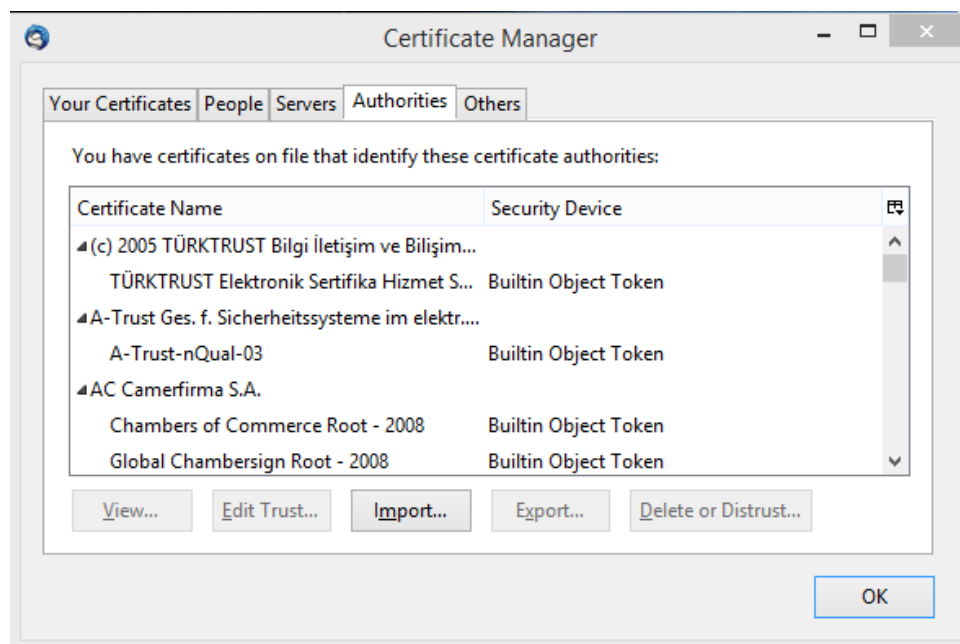 Certificate Manager
Your Certificates People Servers Authorities Others
You have certificates on file that identify these certificate authorities:
Certificate Name Security Device
(c) 2005 TÜRKTRUST Bilgi İletişim ve Bilişim...
TÜRKTRUST Elektronik Sertifika Hizmet S... Builtin Object Token
A-Trust Ges. f. Sicherheitssysteme im elektr....
A-Trust-nQual-03 Builtin Object Token
AC Camerfirma S.A.
Chambers of Commerce Root - 2008 Builtin Object Token
Global Chambersign Root - 2008 Builtin Object Token
View... Edit Trust... Import... Export... Delete or Distrust...
OK